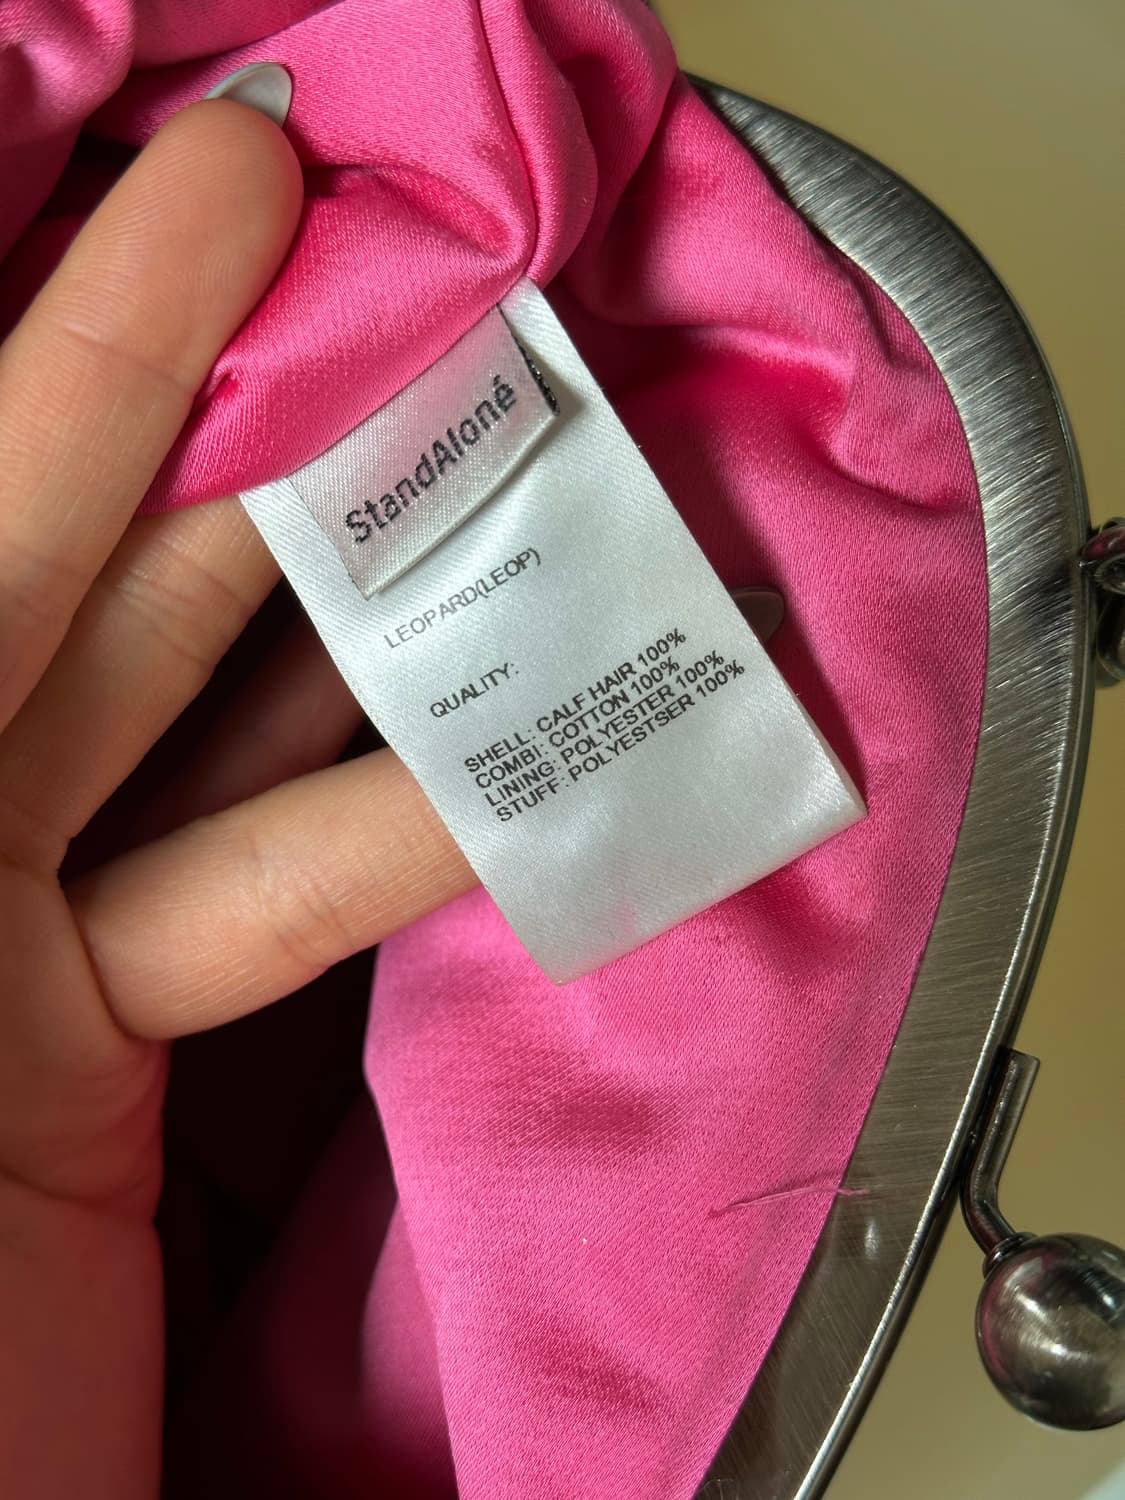 StandAloné
LEOPARD(LEOP)
QUALITY:
SHELL: CALF HAIR 100%
COMBI: COTTON 100%
LINING: POLYESTER 100%
STUFF: POLYESTSER 100%